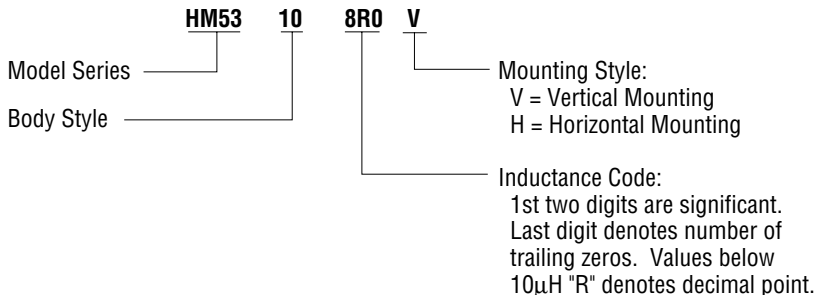 HM53 10 8R0 V
Model Series
Body Style
Mounting Style:
V = Vertical Mounting
H = Horizontal Mounting
Inductance Code:
1st two digits are significant.
Last digit denotes number of
trailing zeros. Values below
10μH "R" denotes decimal point.